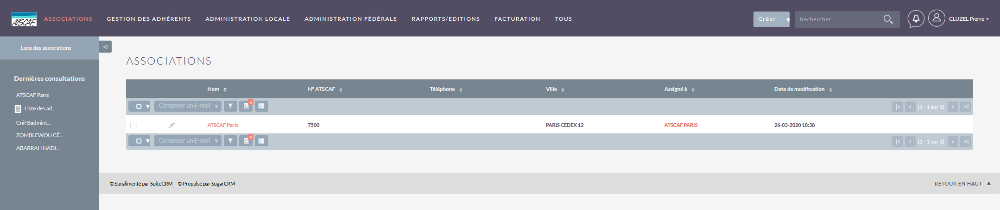 ATSCAF
ASSOCIATIONS GESTION DES ADHÉRENTS ADMINISTRATION LOCALE ADMINISTRATION FÉDÉRALE RAPPORTS/EDITIONS FACTURATION TOUS
Créer
Rechercher...
CLUZEL Pierre
Liste des associations
Dernières consultations
ATSCAF Paris
Liste des ad...
Cnif Badmint...
ZOMBLEWOU CÉ...
ABARRAH NADI...
ASSOCIATIONS
Nom N° ATSCAF Téléphone Ville Assigné à Date de modification
Composer un E-mail (1 - 1 sur 1)
ATSCAF Paris 7500 PARIS CEDEX 12 ATSCAF PARIS 26-03-2020 18:38
Composer un E-mail (1 - 1 sur 1)
© Suralimenté par SuiteCRM © Propulsé par SugarCRM
RETOUR EN HAUT